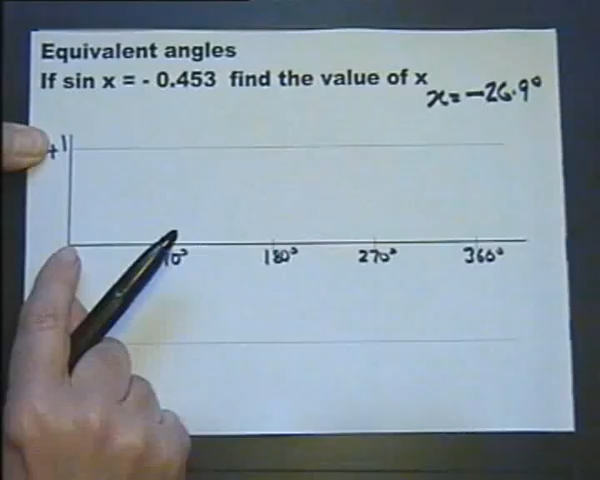 Equivalent angles
If sin x = - 0.453 find the value of x
x = -26.9°
+1
180° 270° 360°